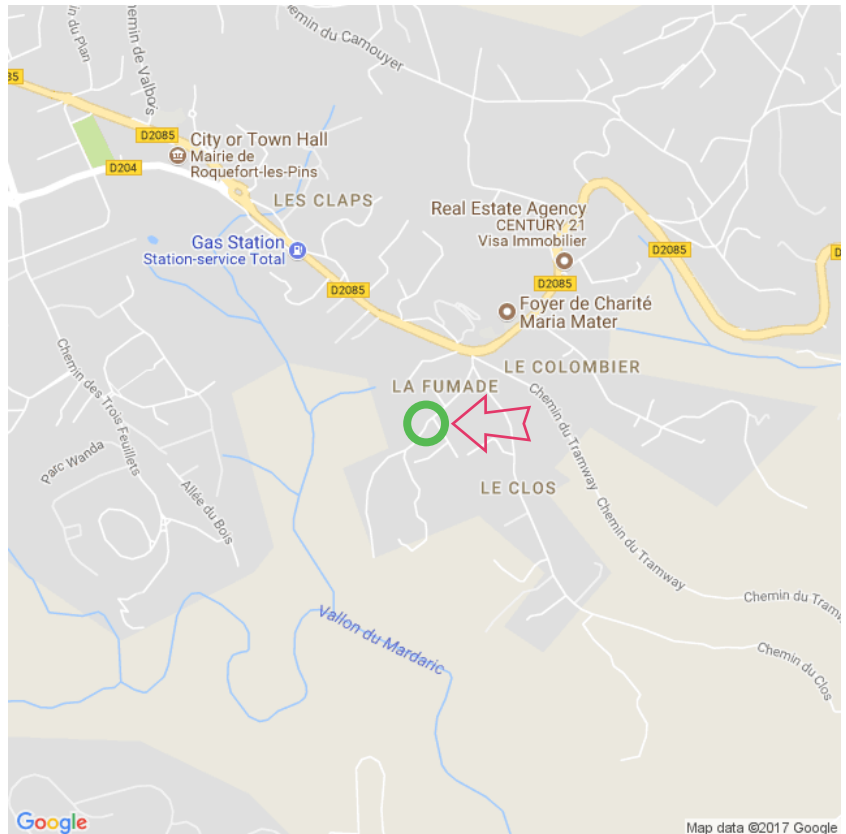 Chemin du Camouyer
du Plan
Chemin de Valbois
35
D2085
City or Town Hall
Mairie de
Roquefort-les-Pins
D204
LES CLAPS
Real Estate Agency
CENTURY 21
Visa Immobilier
Gas Station
Station-service Total
D2085
D
D2085
D2085
Foyer de Charité
Maria Mater
LE COLOMBIER
LA FUMADE
Chemin des Trois Feuillets
Chemin du Tramway
Parc Wanda
Allée du Bois
LE CLOS
Chemin du Tramway
Chemin du Tramw
Vallon du Mardaric
Chemin du Clos
Google
Map data ©2017 Google